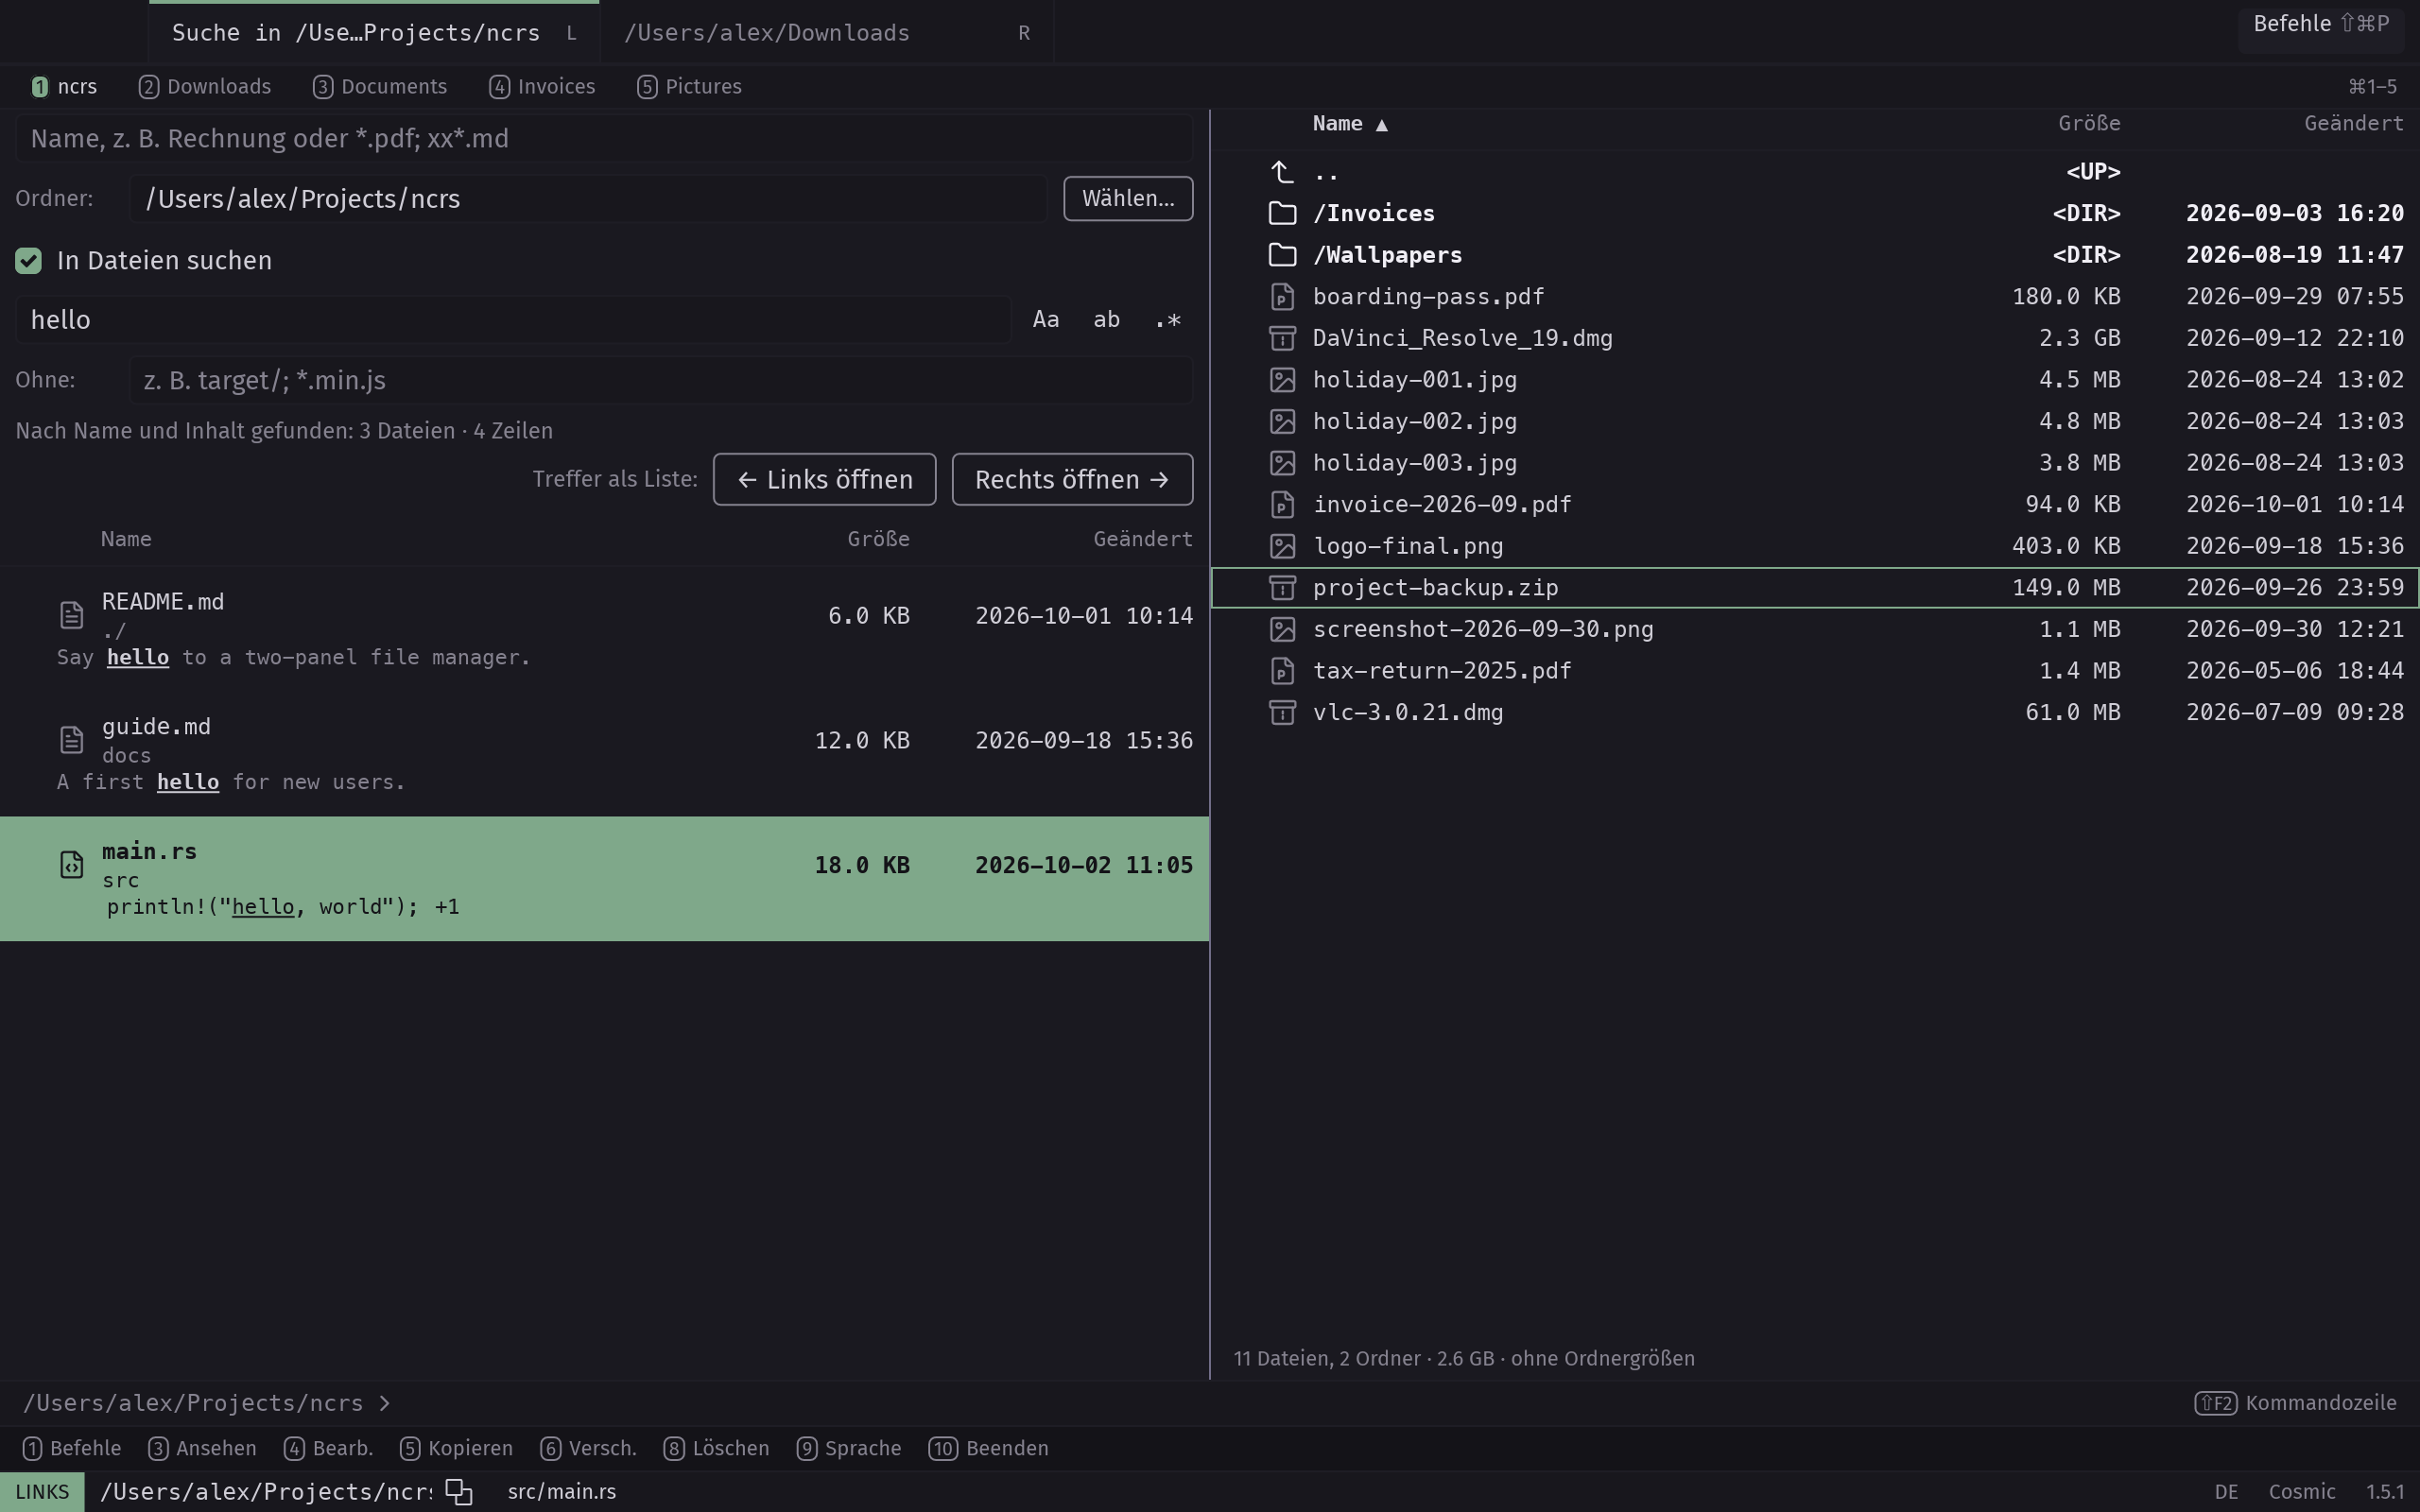 Suche in /Use…Projects/ncrs L /Users/alex/Downloads R Befehle ⇧⌘P
1 ncrs 2 Downloads 3 Documents 4 Invoices 5 Pictures ⌘1–5
Name, z. B. Rechnung oder *.pdf; xx*.md
Ordner: /Users/alex/Projects/ncrs Wählen…
In Dateien suchen
hello Aa ab .*
Ohne: z. B. target/; *.min.js
Nach Name und Inhalt gefunden: 3 Dateien · 4 Zeilen
Treffer als Liste: ← Links öffnen Rechts öffnen →
Name Größe Geändert
README.md 6.0 KB 2026-10-01 10:14
./
Say hello to a two-panel file manager.
guide.md 12.0 KB 2026-09-18 15:36
docs
A first hello for new users.
main.rs 18.0 KB 2026-10-02 11:05
src
println!("hello, world"); +1
Name ▲ Größe Geändert
.. <UP>
/Invoices <DIR> 2026-09-03 16:20
/Wallpapers <DIR> 2026-08-19 11:47
boarding-pass.pdf 180.0 KB 2026-09-29 07:55
DaVinci_Resolve_19.dmg 2.3 GB 2026-09-12 22:10
holiday-001.jpg 4.5 MB 2026-08-24 13:02
holiday-002.jpg 4.8 MB 2026-08-24 13:03
holiday-003.jpg 3.8 MB 2026-08-24 13:03
invoice-2026-09.pdf 94.0 KB 2026-10-01 10:14
logo-final.png 403.0 KB 2026-09-18 15:36
project-backup.zip 149.0 MB 2026-09-26 23:59
screenshot-2026-09-30.png 1.1 MB 2026-09-30 12:21
tax-return-2025.pdf 1.4 MB 2026-05-06 18:44
vlc-3.0.21.dmg 61.0 MB 2026-07-09 09:28
11 Dateien, 2 Ordner · 2.6 GB · ohne Ordnergrößen
/Users/alex/Projects/ncrs > ⇧F2 Kommandozeile
1 Befehle 3 Ansehen 4 Bearb. 5 Kopieren 6 Versch. 8 Löschen 9 Sprache 10 Beenden
LINKS /Users/alex/Projects/ncrs src/main.rs DE Cosmic 1.5.1